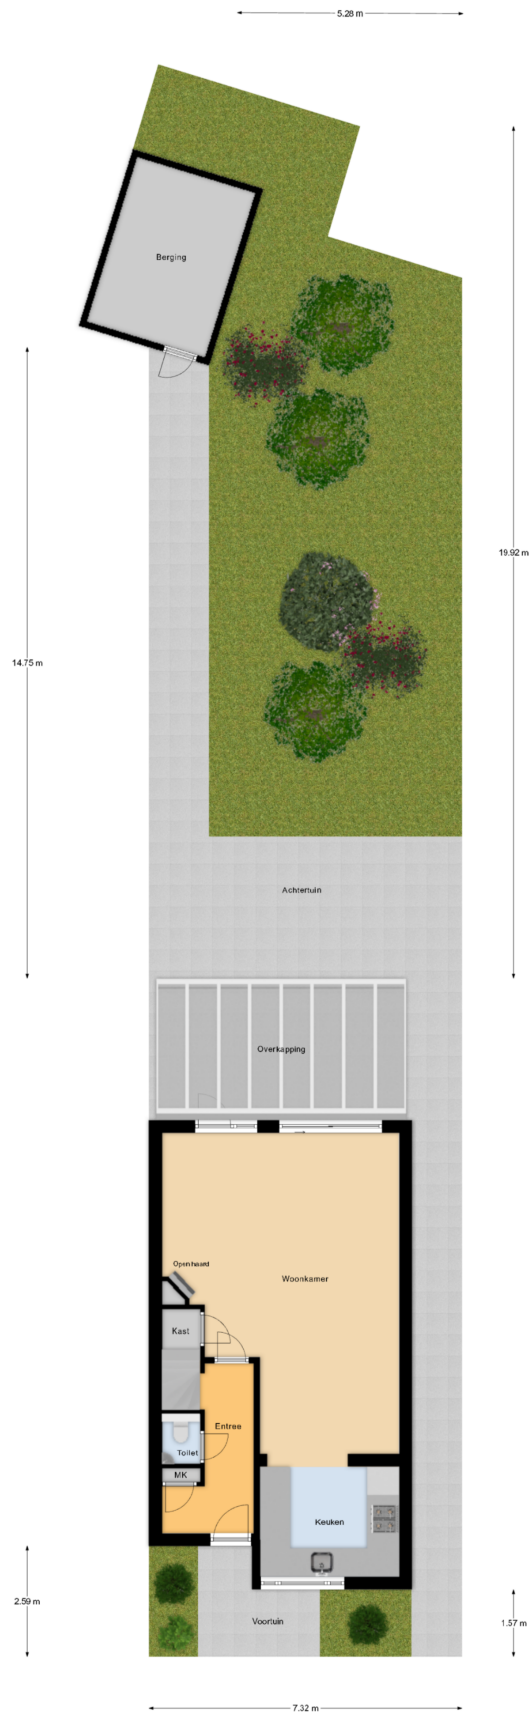 5.28 m
Berging
19.92 m
14.75 m
Achtertuin
Overkapping
Openhaard
Woonkamer
Kast
Entree
Toilet
MK
Keuken
2.59 m
Voortuin
1.57 m
7.32 m